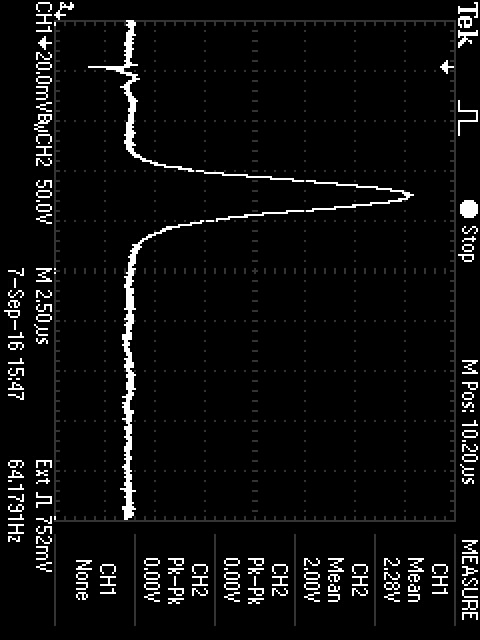 Tek
Stop
M Pos: 10.20µs
MEASURE
CH1
Mean
2.28V
CH2
Mean
2.00V
CH2
Pk-Pk
0.00V
CH2
Pk-Pk
0.00V
CH1
None
2
CH1 20.0mVBw
CH2 50.0V
M 2.50µs
Ext
752mV
7-Sep-16 15:47
64.1791Hz